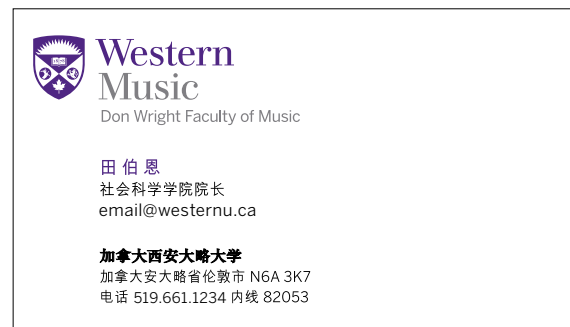 Western
Music
Don Wright Faculty of Music
田伯恩
社会科学学院院长
email@westernu.ca
加拿大西安大略大学
加拿大安大略省伦敦市 N6A 3K7
电话 519.661.1234 内线 82053